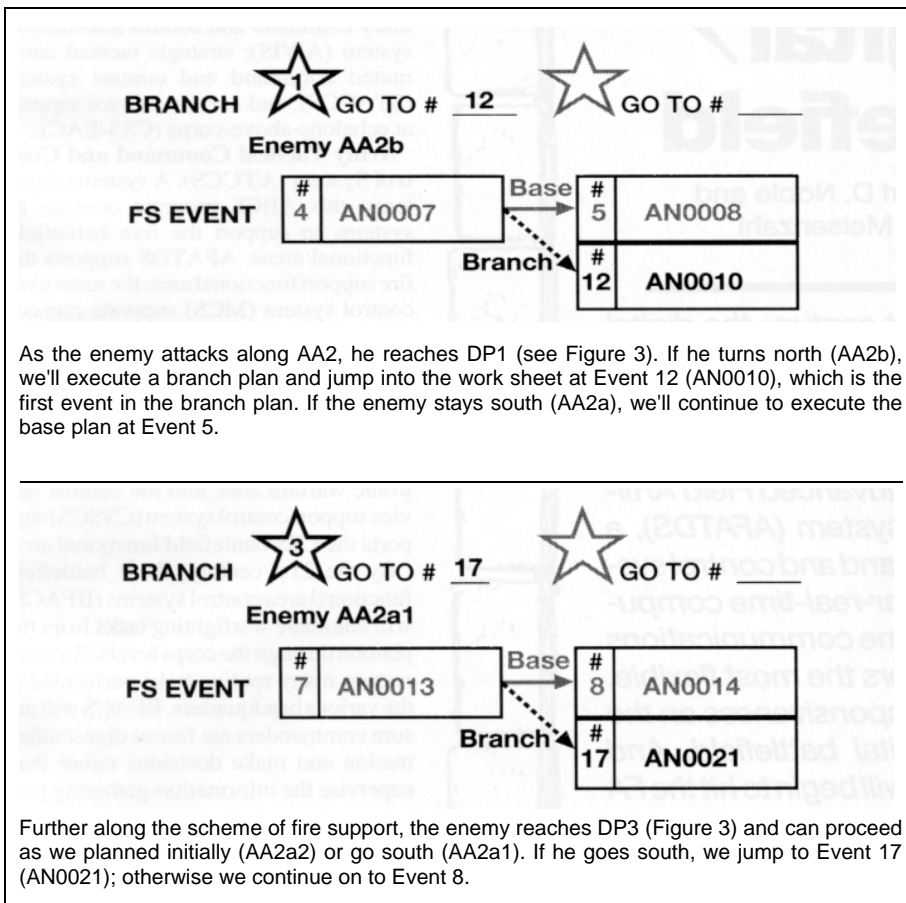 1
BRANCH GO TO # 12 GO TO #
Enemy AA2b
FS EVENT # 4 AN0007 Base # 5 AN0008
Branch # 12 AN0010
As the enemy attacks along AA2, he reaches DP1 (see Figure 3). If he turns north (AA2b),
we'll execute a branch plan and jump into the work sheet at Event 12 (AN0010), which is the
first event in the branch plan. If the enemy stays south (AA2a), we'll continue to execute the
base plan at Event 5.
3
BRANCH GO TO # 17 GO TO #
Enemy AA2a1
FS EVENT # 7 AN0013 Base # 8 AN0014
Branch # 17 AN0021
Further along the scheme of fire support, the enemy reaches DP3 (Figure 3) and can proceed
as we planned initially (AA2a2) or go south (AA2a1). If he goes south, we jump to Event 17
(AN0021); otherwise we continue on to Event 8.